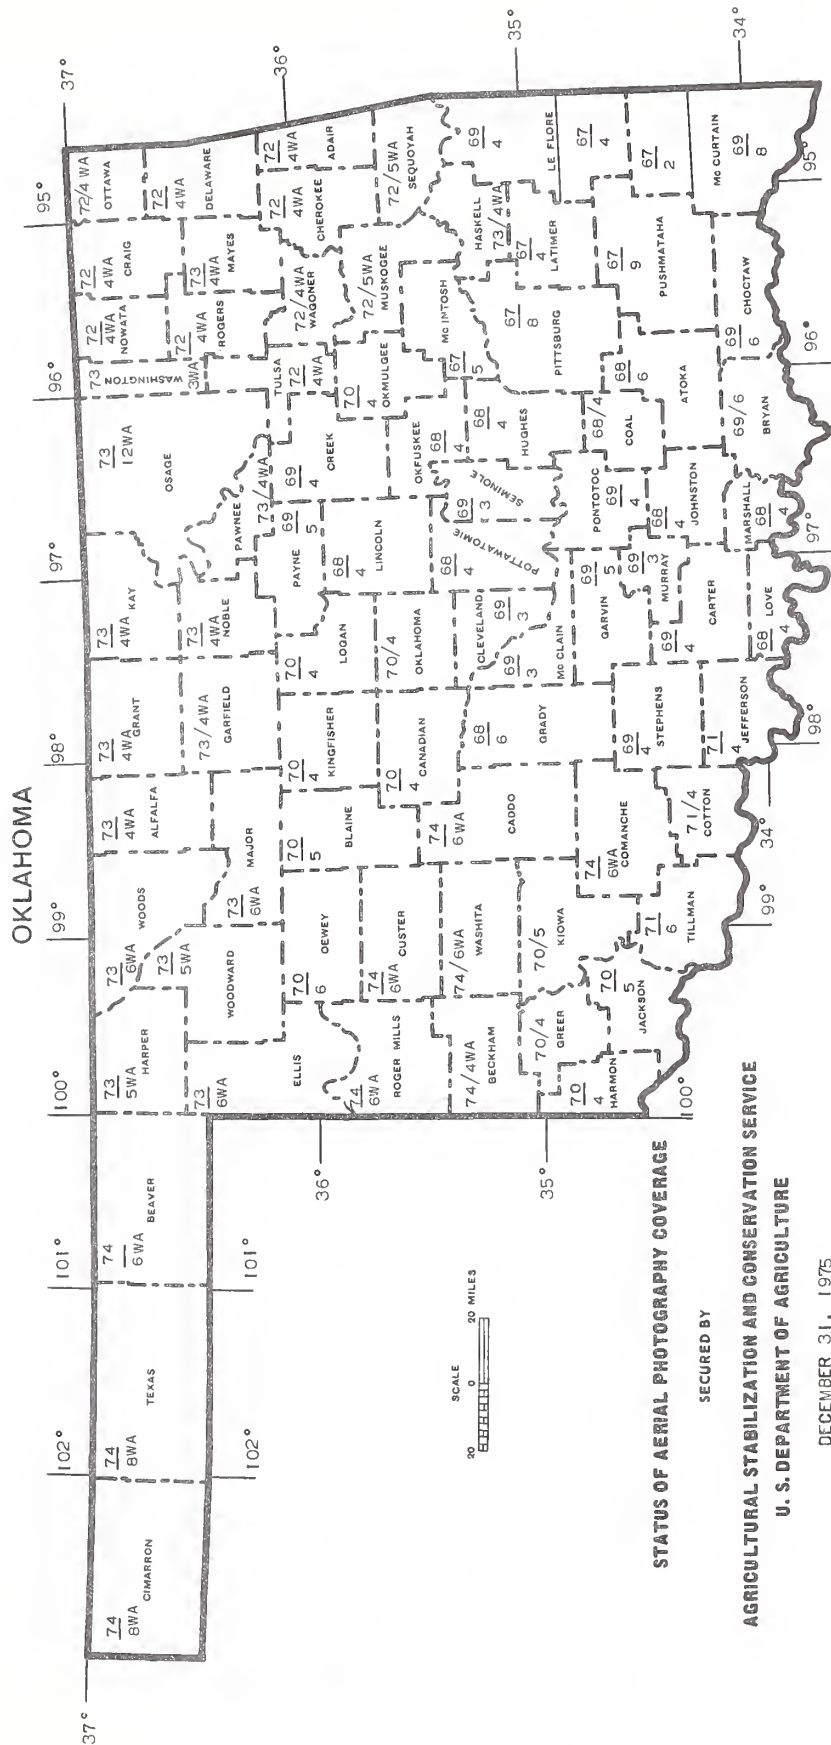 OKLAHOMA
37°
102°
101°
100°
99°
98°
97°
96°
95°
37°
74
8WA
CIMARRON
74
8WA
TEXAS
74
6WA
BEAVER
73
5WA
HARPER
73
6WA
WOODS
73
5WA
WOODWARD
73
4WA
ALFALFA
73
4WA
GRANT
73
4WA
KAY
73
12WA
OSAGE
73
WASHINGTON
3WA
72
4WA
NOWATA
72
4WA
CRAIG
72/4WA
OTTAWA
73
6WA
ELLIS
73
6WA
MAJOR
73/4WA
GARFIELD
73
4WA
NOBLE
PAWNEE
73/4WA
72
4WA
ROGERS
73
4WA
MAYES
72
4WA
DELAWARE
36°
70
6
DEWEY
70
5
BLAINE
70
4
KINGFISHER
70
4
LOGAN
69
5
PAYNE
69
4
CREEK
TULSA
72
4WA
72/4WA
WAGONER
72
4WA
CHEROKEE
72
4WA
ADAIR
74
6WA
ROGER MILLS
74
6WA
CUSTER
70
4
CANADIAN
70/4
OKLAHOMA
68
4
LINCOLN
70
4
OKMULGEE
72/5WA
MUSKOGEE
72/5WA
SEQUOYAH
74/4WA
BECKHAM
74/6WA
WASHITA
74
6WA
CADDO
68
6
GRADY
CLEVELAND
69
3
69
3
MC CLAIN
68
4
POTTAWATOMIE
69
3
SEMINOLE
68
4
OKFUSKEE
68
4
HUGHES
67
5
MC INTOSH
HASKELL
73/4WA
69
4
LE FLORE
36°
35°
70/4
GREER
70/5
KIOWA
74
6WA
COMANCHE
69
5
GARVIN
69
4
PONTOTOC
68/4
COAL
67
8
PITTSBURG
67
4
LATIMER
67
4
35°
70
4
HARMON
70
5
JACKSON
71
6
TILLMAN
71/4
COTTON
69
4
STEPHENS
69
3
MURRAY
69
4
CARTER
68
4
JOHNSTON
68
6
ATOKA
67
9
PUSHMATAHA
67
2
71
4
JEFFERSON
68
4
LOVE
68
4
MARSHALL
69/6
BRYAN
69
6
CHOCTAW
69
8
MC CURTAIN
34°
100°
99°
34°
98°
97°
96°
95°
102°
101°
SCALE
20 0 20 MILES
STATUS OF AERIAL PHOTOGRAPHY COVERAGE
SECURED BY
AGRICULTURAL STABILIZATION AND CONSERVATION SERVICE
U. S. DEPARTMENT OF AGRICULTURE
DECEMBER 31, 1975